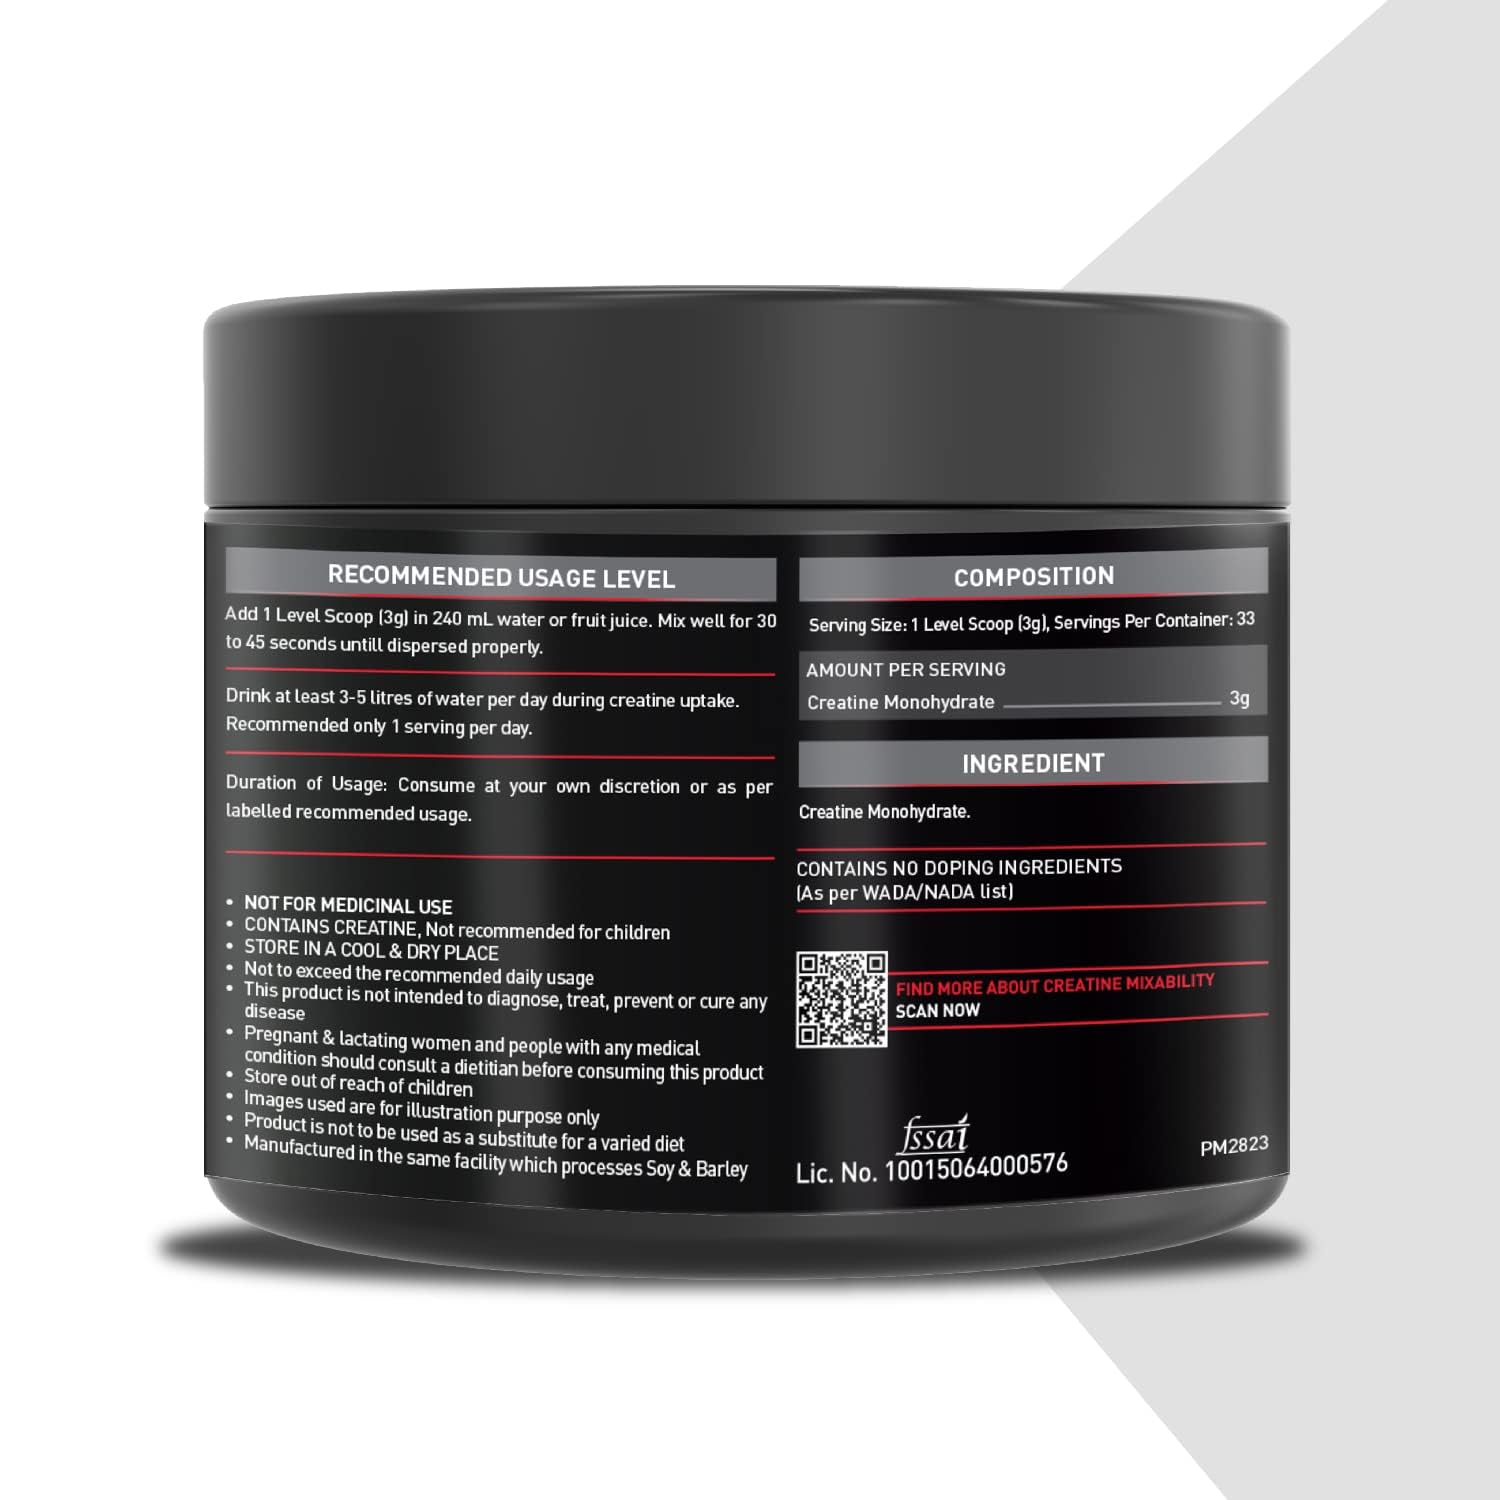 RECOMMENDED USAGE LEVEL
Add 1 Level Scoop (3g) in 240 mL water or fruit juice. Mix well for 30
to 45 seconds untill dispersed properly.
Drink at least 3-5 litres of water per day during creatine uptake.
Recommended only 1 serving per day.
Duration of Usage: Consume at your own discretion or as per
labelled recommended usage.
• NOT FOR MEDICINAL USE
• CONTAINS CREATINE, Not recommended for children
• STORE IN A COOL & DRY PLACE
• Not to exceed the recommended daily usage
• This product is not intended to diagnose, treat, prevent or cure any
disease
• Pregnant & lactating women and people with any medical
condition should consult a dietitian before consuming this product
• Store out of reach of children
• Images used are for illustration purpose only
• Product is not to be used as a substitute for a varied diet
• Manufactured in the same facility which processes Soy & Barley
COMPOSITION
Serving Size: 1 Level Scoop (3g), Servings Per Container: 33
AMOUNT PER SERVING
Creatine Monohydrate 3g
INGREDIENT
Creatine Monohydrate.
CONTAINS NO DOPING INGREDIENTS
(As per WADA/NADA list)
FIND MORE ABOUT CREATINE MIXABILITY
SCAN NOW
fssai
Lic. No. 10015064000576
PM2823